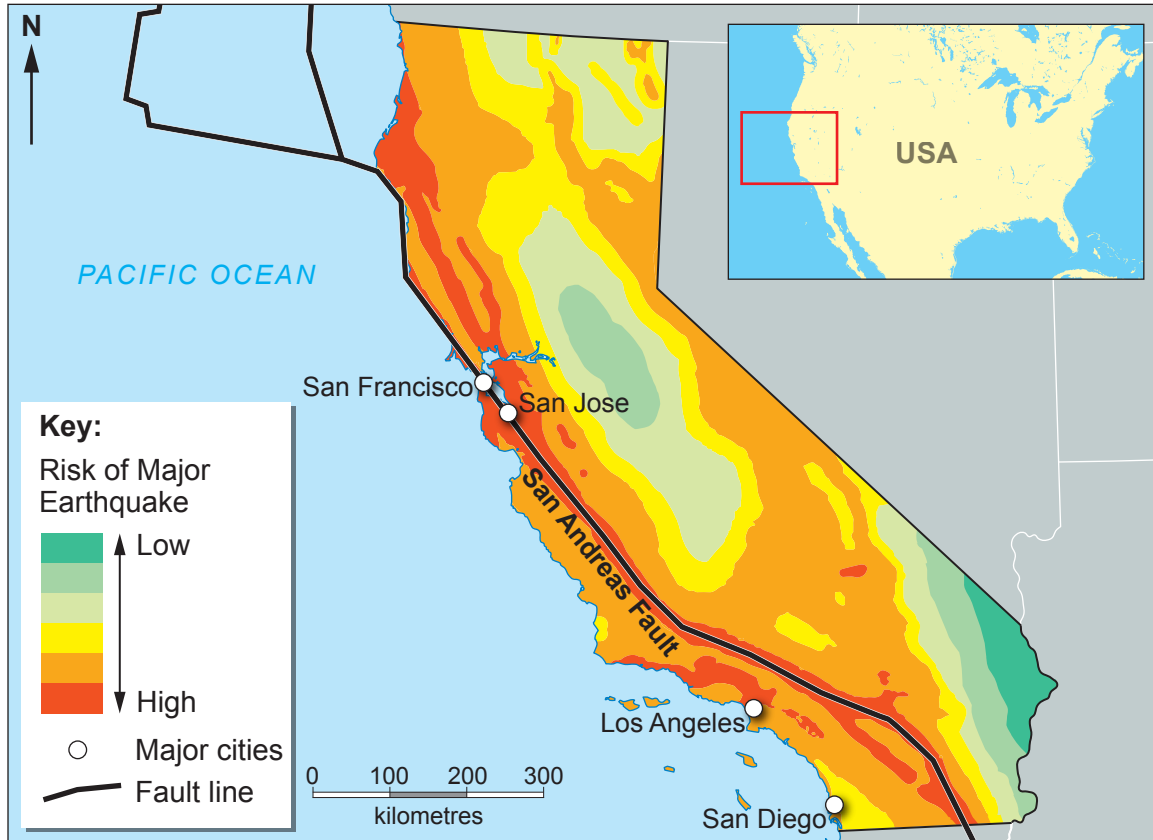 N
USA
PACIFIC OCEAN
San Francisco
San Jose
San Andreas Fault
Los Angeles
San Diego
Key:
Risk of Major
Earthquake
Low
High
Major cities
Fault line
0 100 200 300
kilometres